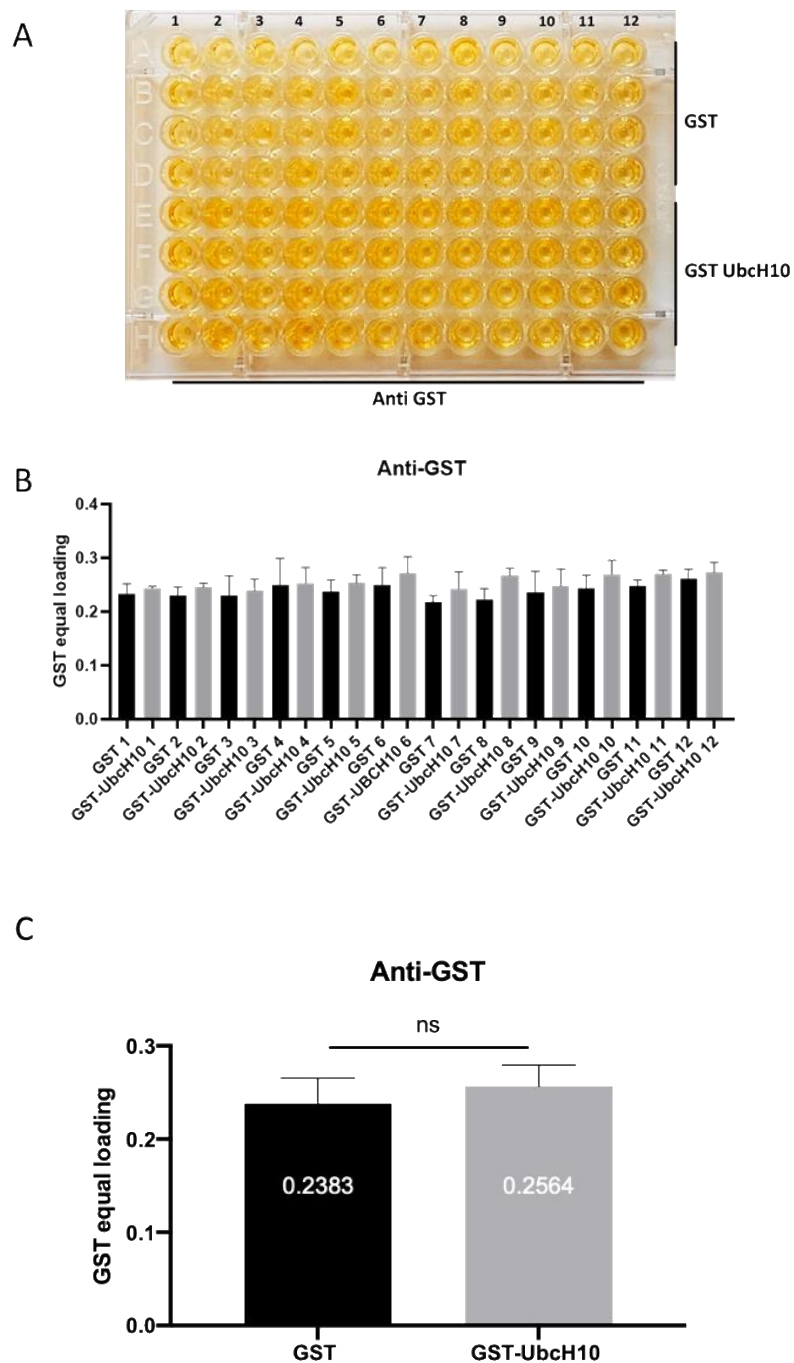 A
1 2 3 4 5 6 7 8 9 10 11 12
A
B
C
D
E
F
G
H
GST
GST UbcH10
Anti GST
B
Anti-GST
GST equal loading
0.4
0.3
0.2
0.1
0.0
GST 1
GST-UbcH10 1
GST 2
GST-UbcH10 2
GST 3
GST-UbcH10 3
GST 4
GST-UbcH10 4
GST 5
GST-UbcH10 5
GST 6
GST-UBCH10 6
GST 7
GST-UbcH10 7
GST 8
GST-UbcH10 8
GST 9
GST-UbcH10 9
GST 10
GST-UbcH10 10
GST 11
GST-UbcH10 11
GST 12
GST-UbcH10 12
C
Anti-GST
ns
GST equal loading
0.3
0.2
0.1
0.0
0.2383
0.2564
GST
GST-UbcH10